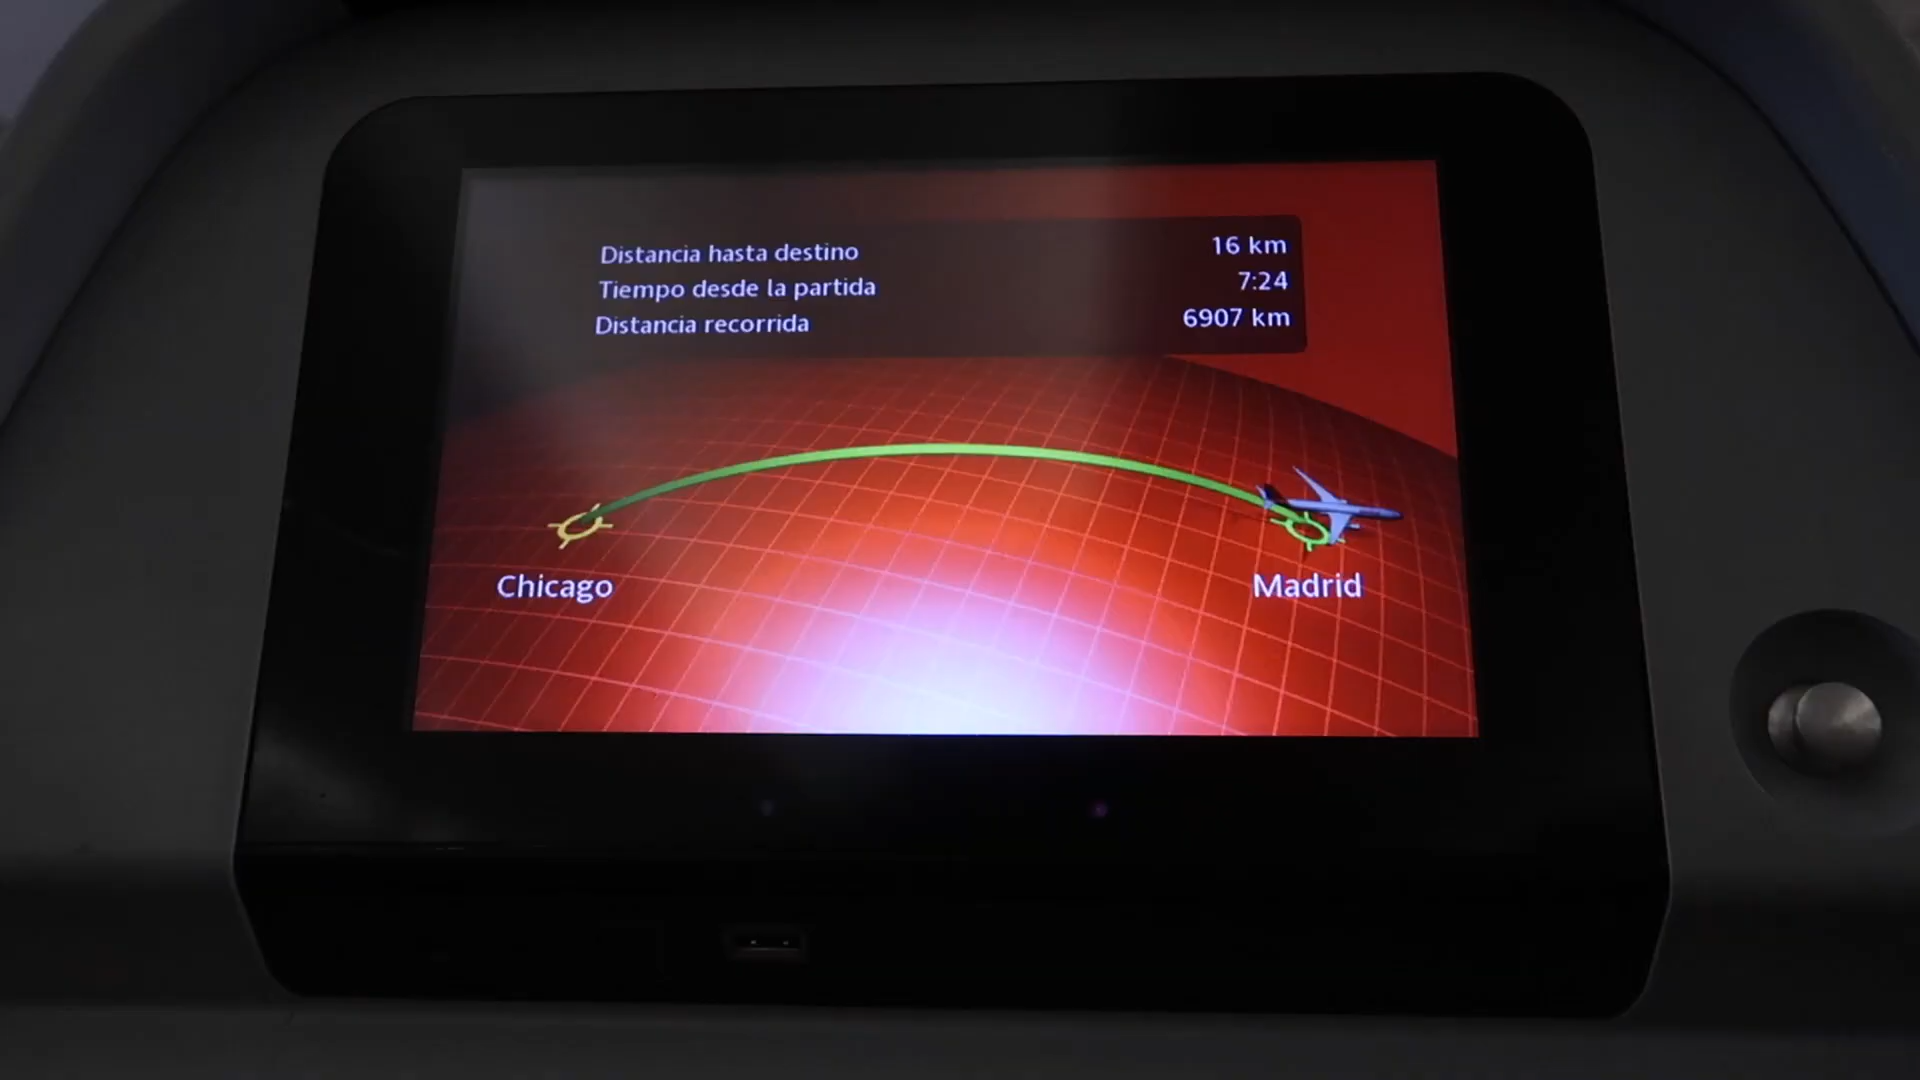 Distancia hasta destino 16 km
Tiempo desde la partida 7:24
Distancia recorrida 6907 km
Chicago Madrid